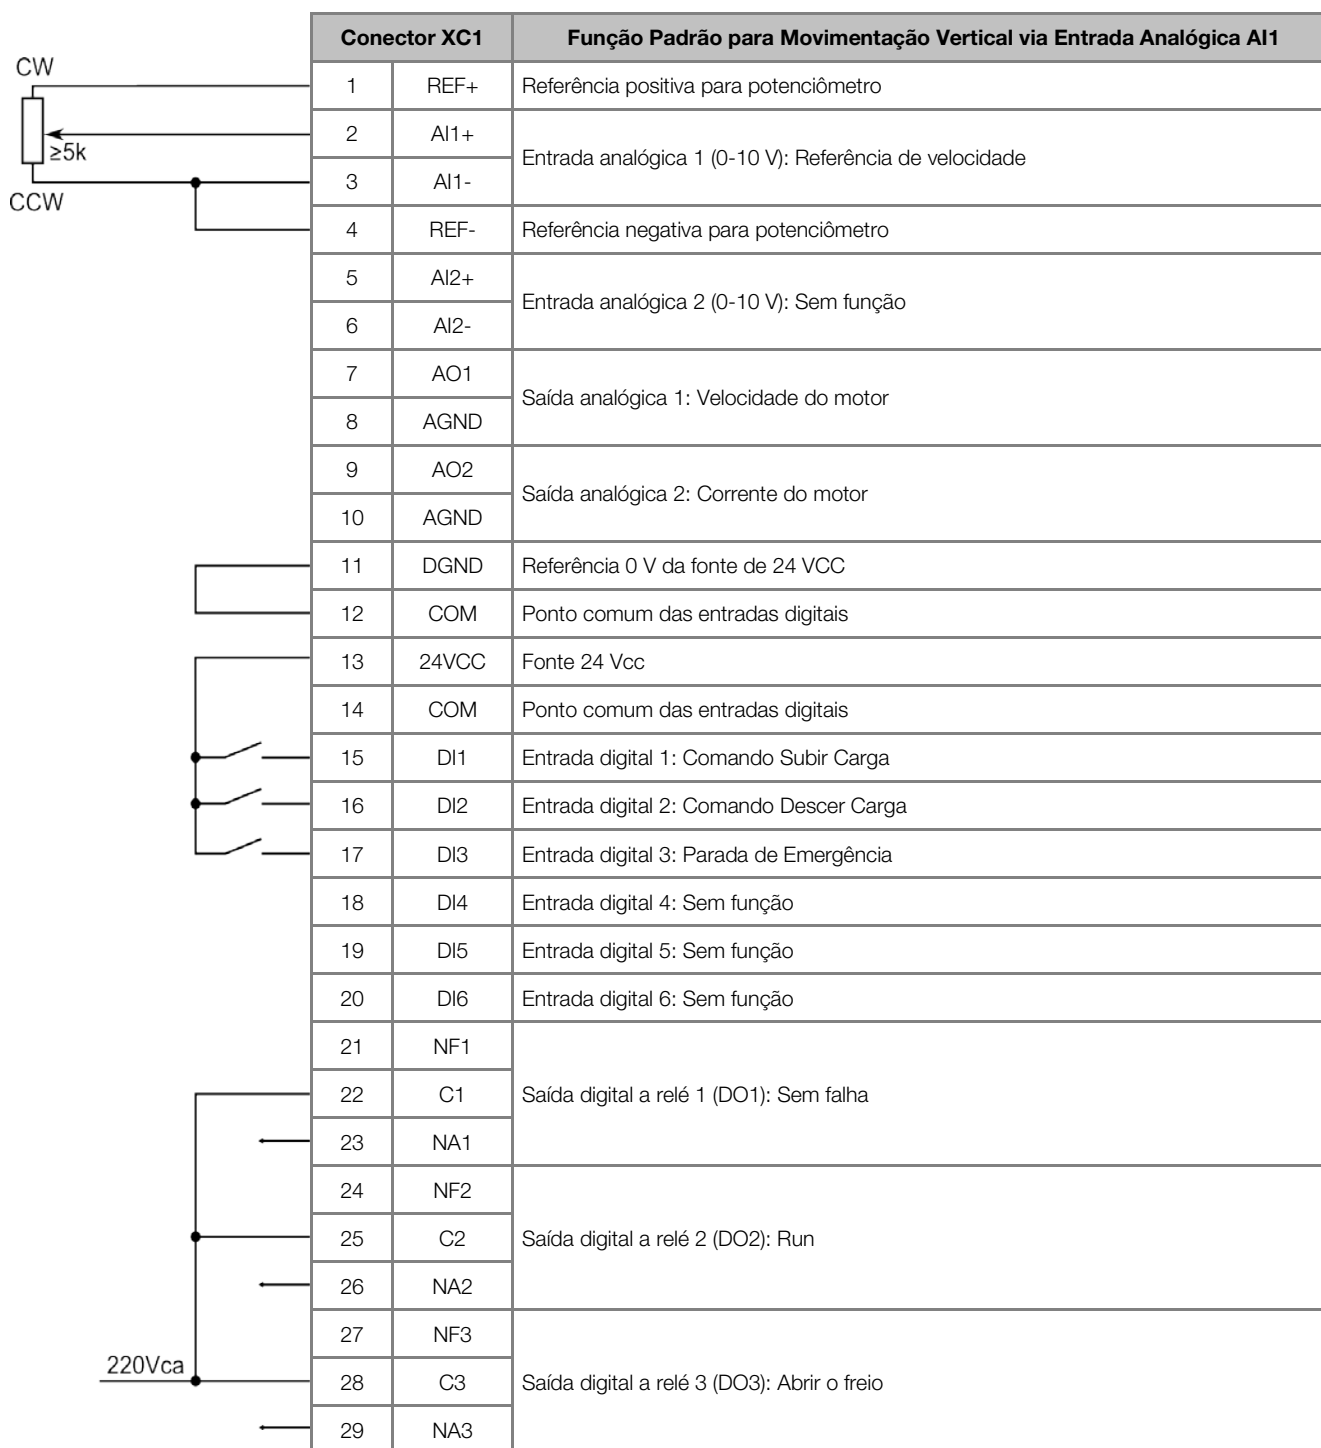 Conector XC1 Função Padrão para Movimentação Vertical via Entrada Analógica AI1
CW
1 REF+ Referência positiva para potenciômetro
2 AI1+
≥5k
Entrada analógica 1 (0-10 V): Referência de velocidade
3 AI1-
CCW
4 REF- Referência negativa para potenciômetro
5 AI2+
Entrada analógica 2 (0-10 V): Sem função
6 AI2-
7 AO1
Saída analógica 1: Velocidade do motor
8 AGND
9 AO2
Saída analógica 2: Corrente do motor
10 AGND
11 DGND Referência 0 V da fonte de 24 VCC
12 COM Ponto comum das entradas digitais
13 24VCC Fonte 24 Vcc
14 COM Ponto comum das entradas digitais
15 DI1 Entrada digital 1: Comando Subir Carga
16 DI2 Entrada digital 2: Comando Descer Carga
17 DI3 Entrada digital 3: Parada de Emergência
18 DI4 Entrada digital 4: Sem função
19 DI5 Entrada digital 5: Sem função
20 DI6 Entrada digital 6: Sem função
21 NF1
22 C1 Saída digital a relé 1 (DO1): Sem falha
23 NA1
24 NF2
25 C2 Saída digital a relé 2 (DO2): Run
26 NA2
27 NF3
220Vca
28 C3 Saída digital a relé 3 (DO3): Abrir o freio
29 NA3